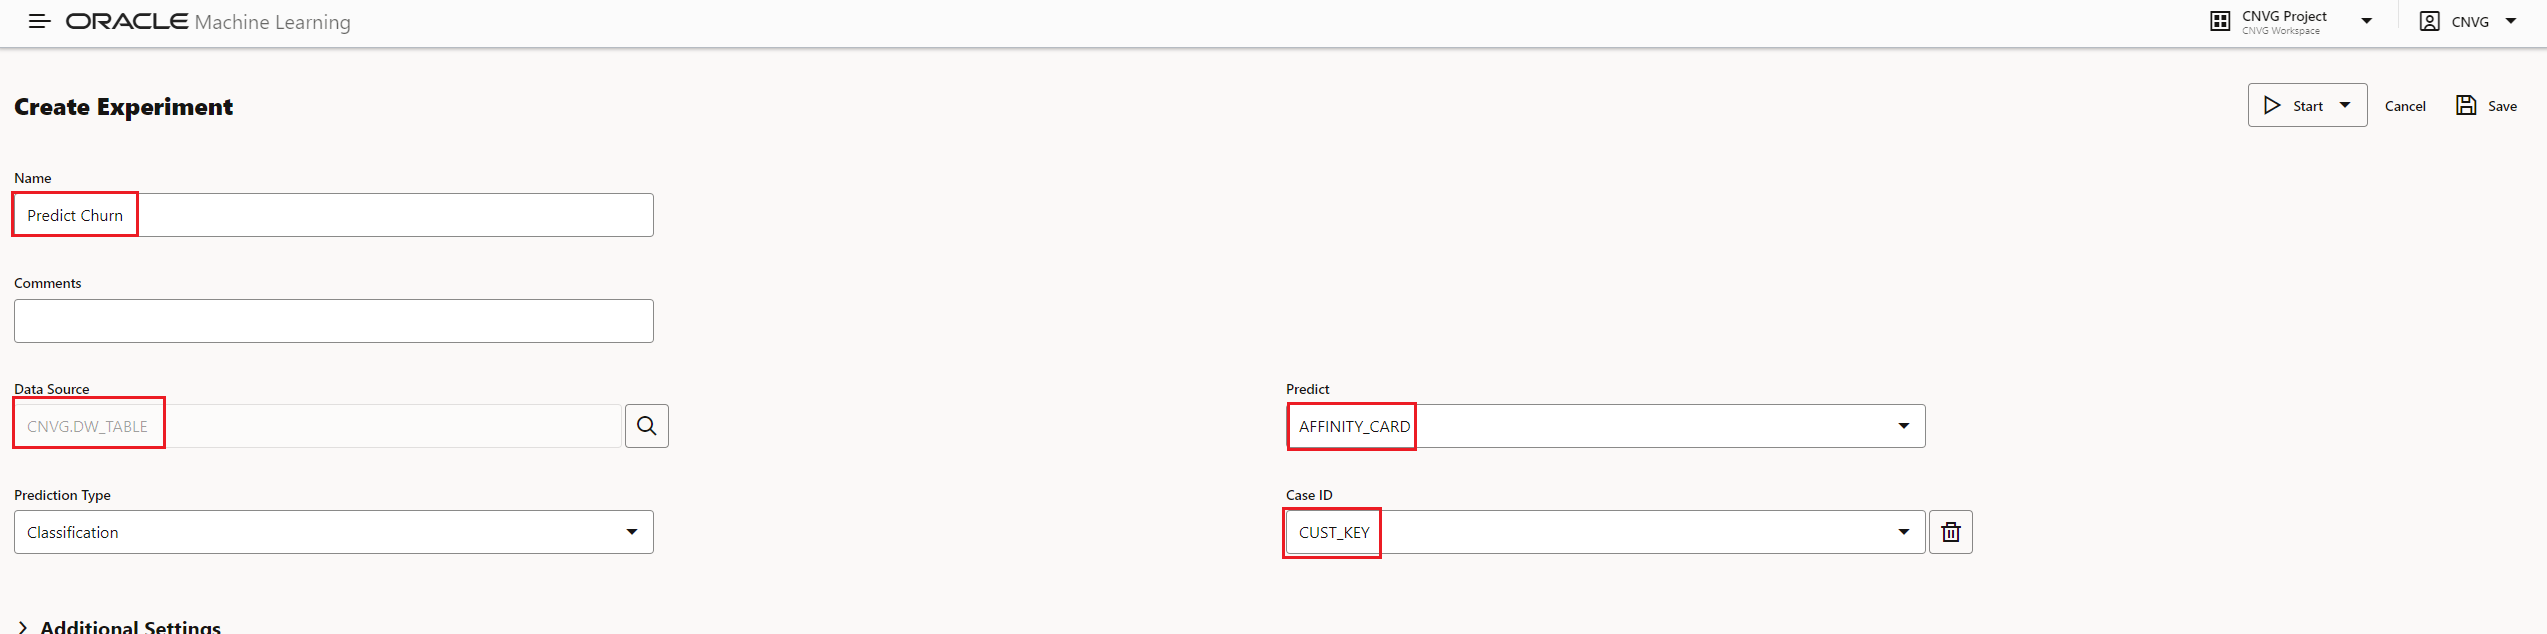 ORACLE Machine Learning
CNVG Project
CNVG Workspace
CNVG
Create Experiment
Start
Cancel
Save
Name
Predict Churn
Comments
Data Source
Predict
CNVG.DW_TABLE
AFFINITY_CARD
Prediction Type
Case ID
Classification
CUST_KEY
Additional Settings